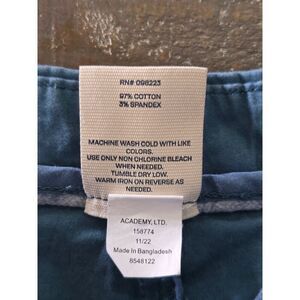 RN# 098223
97% COTTON
3% SPANDEX
MACHINE WASH COLD WITH LIKE
COLORS.
USE ONLY NON CHLORINE BLEACH
WHEN NEEDED.
TUMBLE DRY LOW.
WARM IRON ON REVERSE AS
NEEDED.
ACADEMY, LTD.
158774
11/22
Made In Bangladesh
8548122